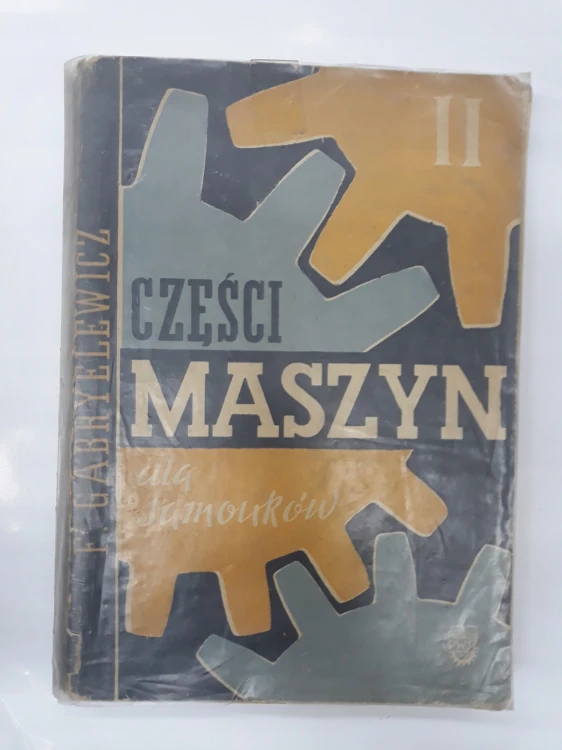 F. GABRYELEWICZ
II
CZĘŚCI
MASZYN
dla
samouków